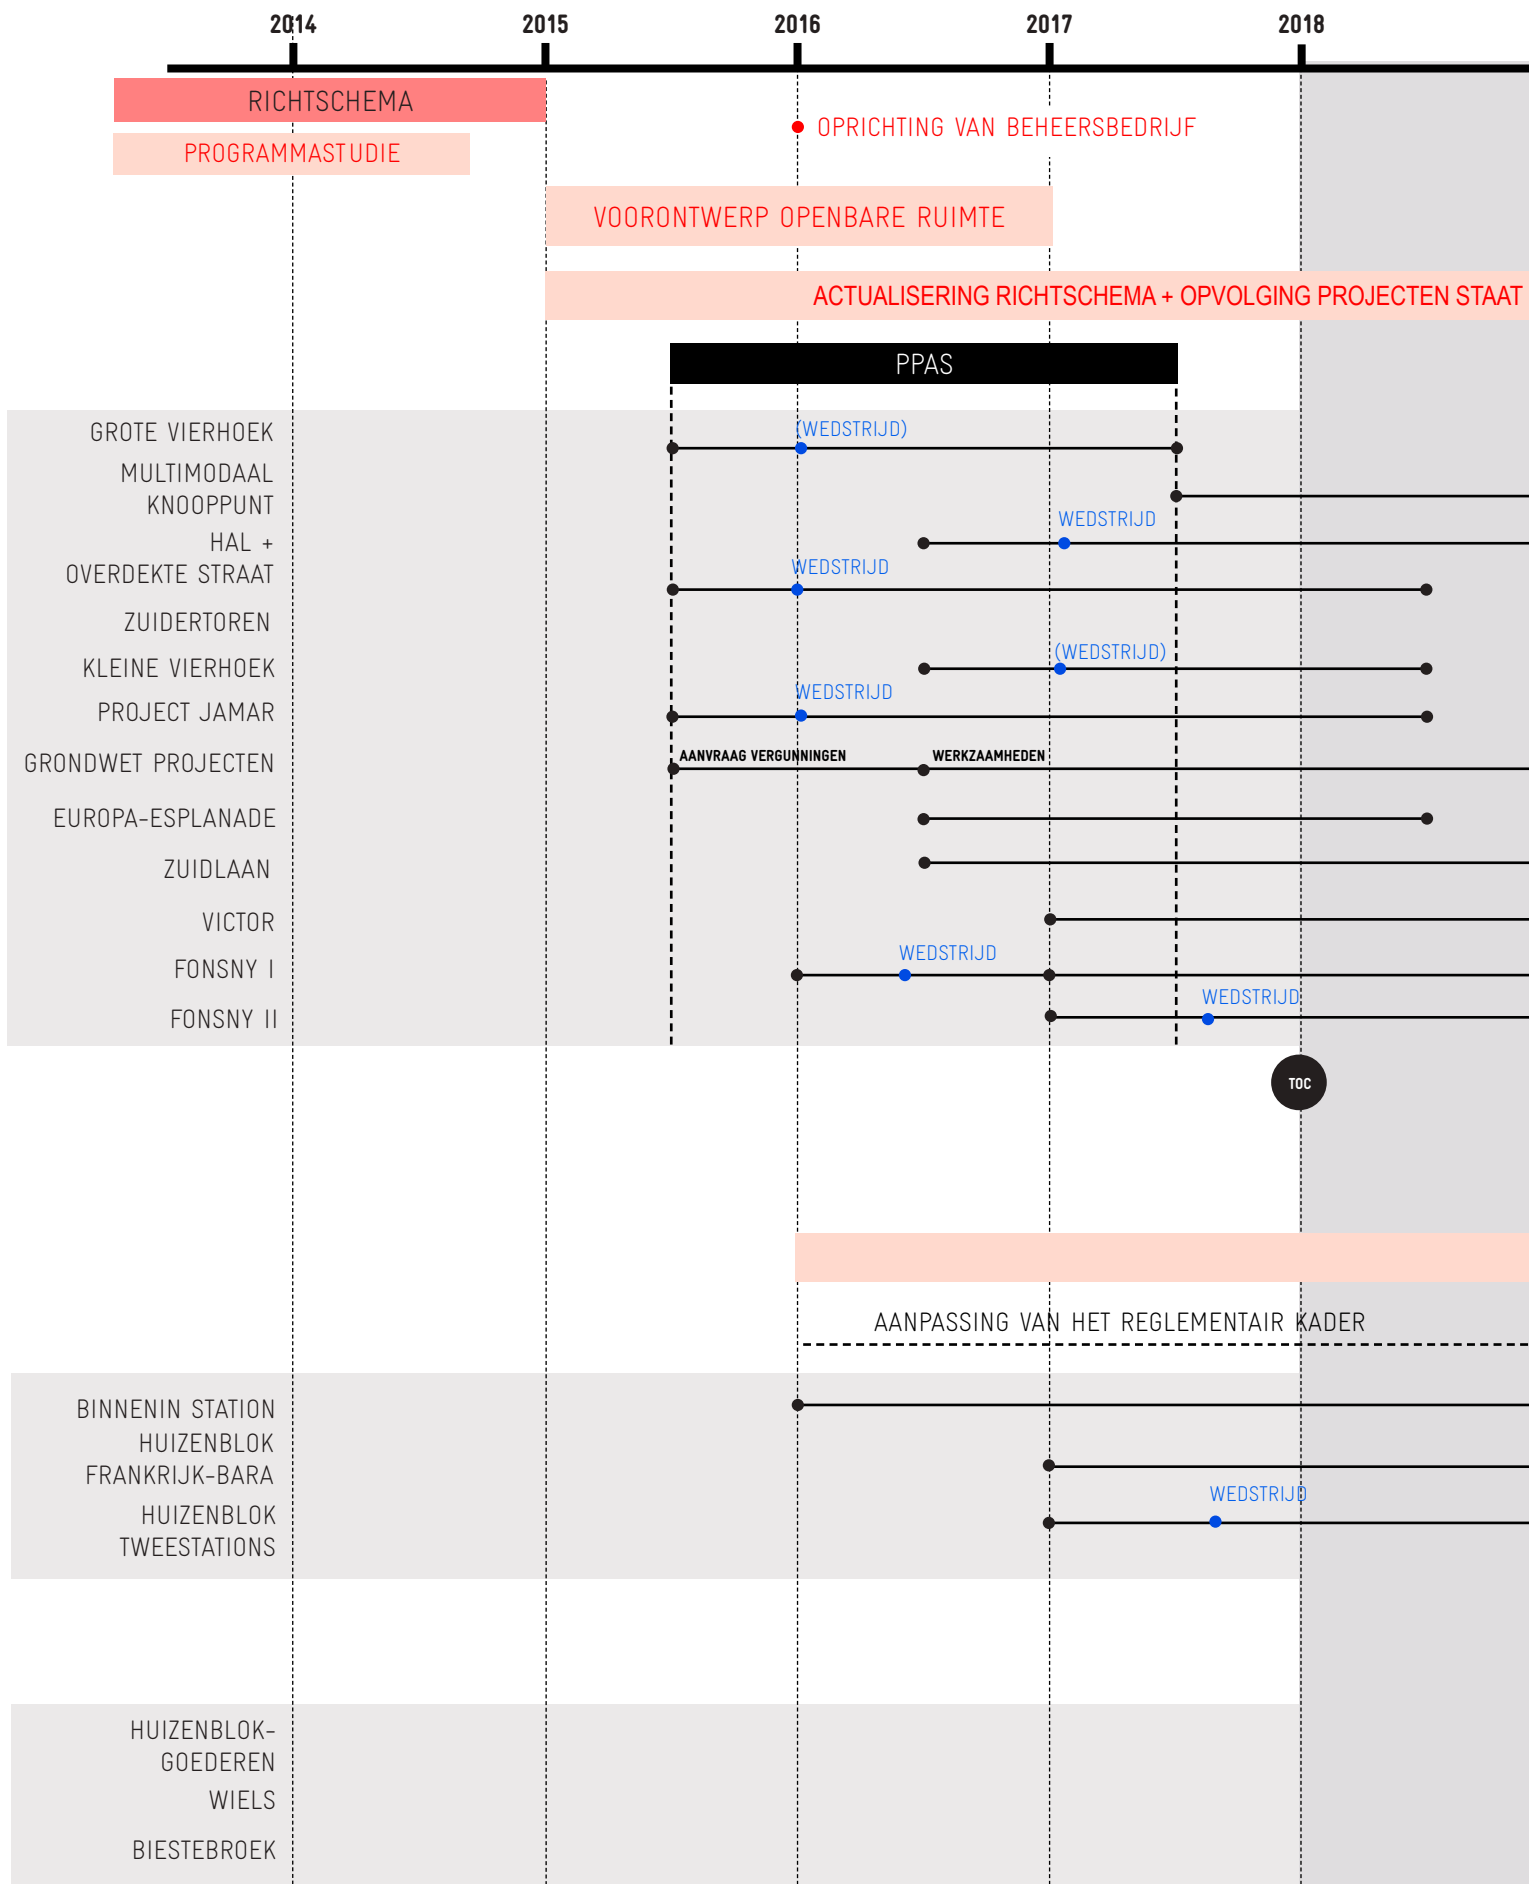 2014 2015 2016 2017 2018
RICHTSCHEMA
OPRICHTING VAN BEHEERSBEDRIJF
PROGRAMMASTUDIE
VOORONTWERP OPENBARE RUIMTE
ACTUALISERING RICHTSCHEMA + OPVOLGING PROJECTEN STAAT
PPAS
GROTE VIERHOEK
(WEDSTRIJD)
MULTIMODAAL
KNOOPPUNT
WEDSTRIJD
HAL +
OVERDEKTE STRAAT
WEDSTRIJD
ZUIDERTOREN
KLEINE VIERHOEK
(WEDSTRIJD)
PROJECT JAMAR
WEDSTRIJD
GRONDWET PROJECTEN
AANVRAAG VERGUNNINGEN
WERKZAAMHEDEN
EUROPA-ESPLANADE
ZUIDLAAN
VICTOR
FONSNY I
WEDSTRIJD
FONSNY II
WEDSTRIJD
TOC
AANPASSING VAN HET REGLEMENTAIR KADER
BINNENIN STATION
HUIZENBLOK
FRANKRIJK-BARA
HUIZENBLOK
TWEESTATIONS
WEDSTRIJD
HUIZENBLOK-
GOEDEREN
WIELS
BIESTEBROEK